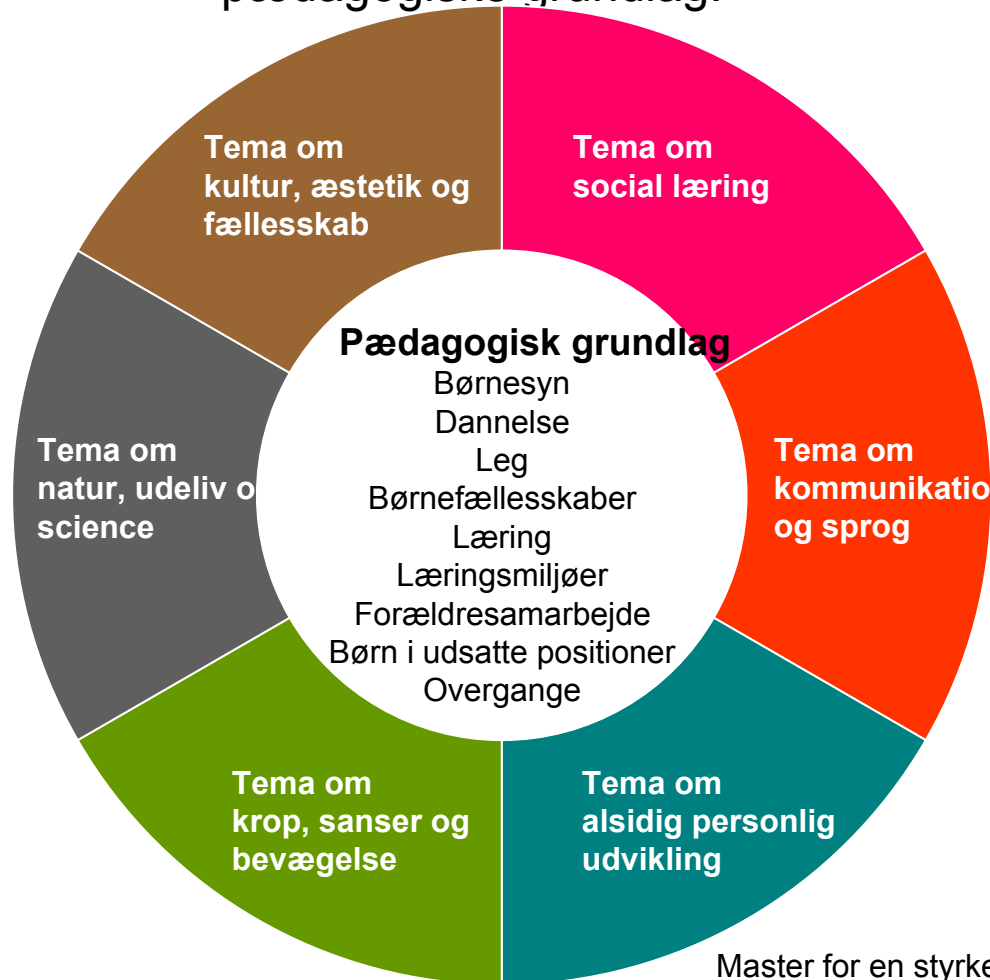 pædagogiske grundlag.
Tema om
kultur, æstetik og
fællesskab
Tema om
social læring
Pædagogisk grundlag
Børnesyn
Dannelse
Leg
Børnefællesskaber
Læring
Læringsmiljøer
Forældresamarbejde
Børn i udsatte positioner
Overgange
Tema om
natur, udeliv o
science
Tema om
kommunikatio
og sprog
Tema om
krop, sanser og
bevægelse
Tema om
alsidig personlig
udvikling
Master for en styrke